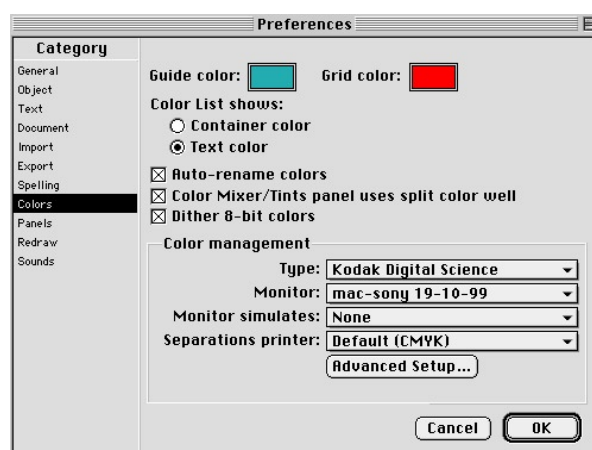 Preferences
Category
General
Object
Text
Document
Import
Export
Spelling
Colors
Panels
Redraw
Sounds
Guide color: Grid color:
Color List shows:
Container color
Text color
Auto-rename colors
Color Mixer/Tints panel uses split color well
Dither 8-bit colors
Color management
Type: Kodak Digital Science
Monitor: mac-sony 19-10-99
Monitor simulates: None
Separations printer: Default (CMYK)
Advanced Setup...
Cancel OK